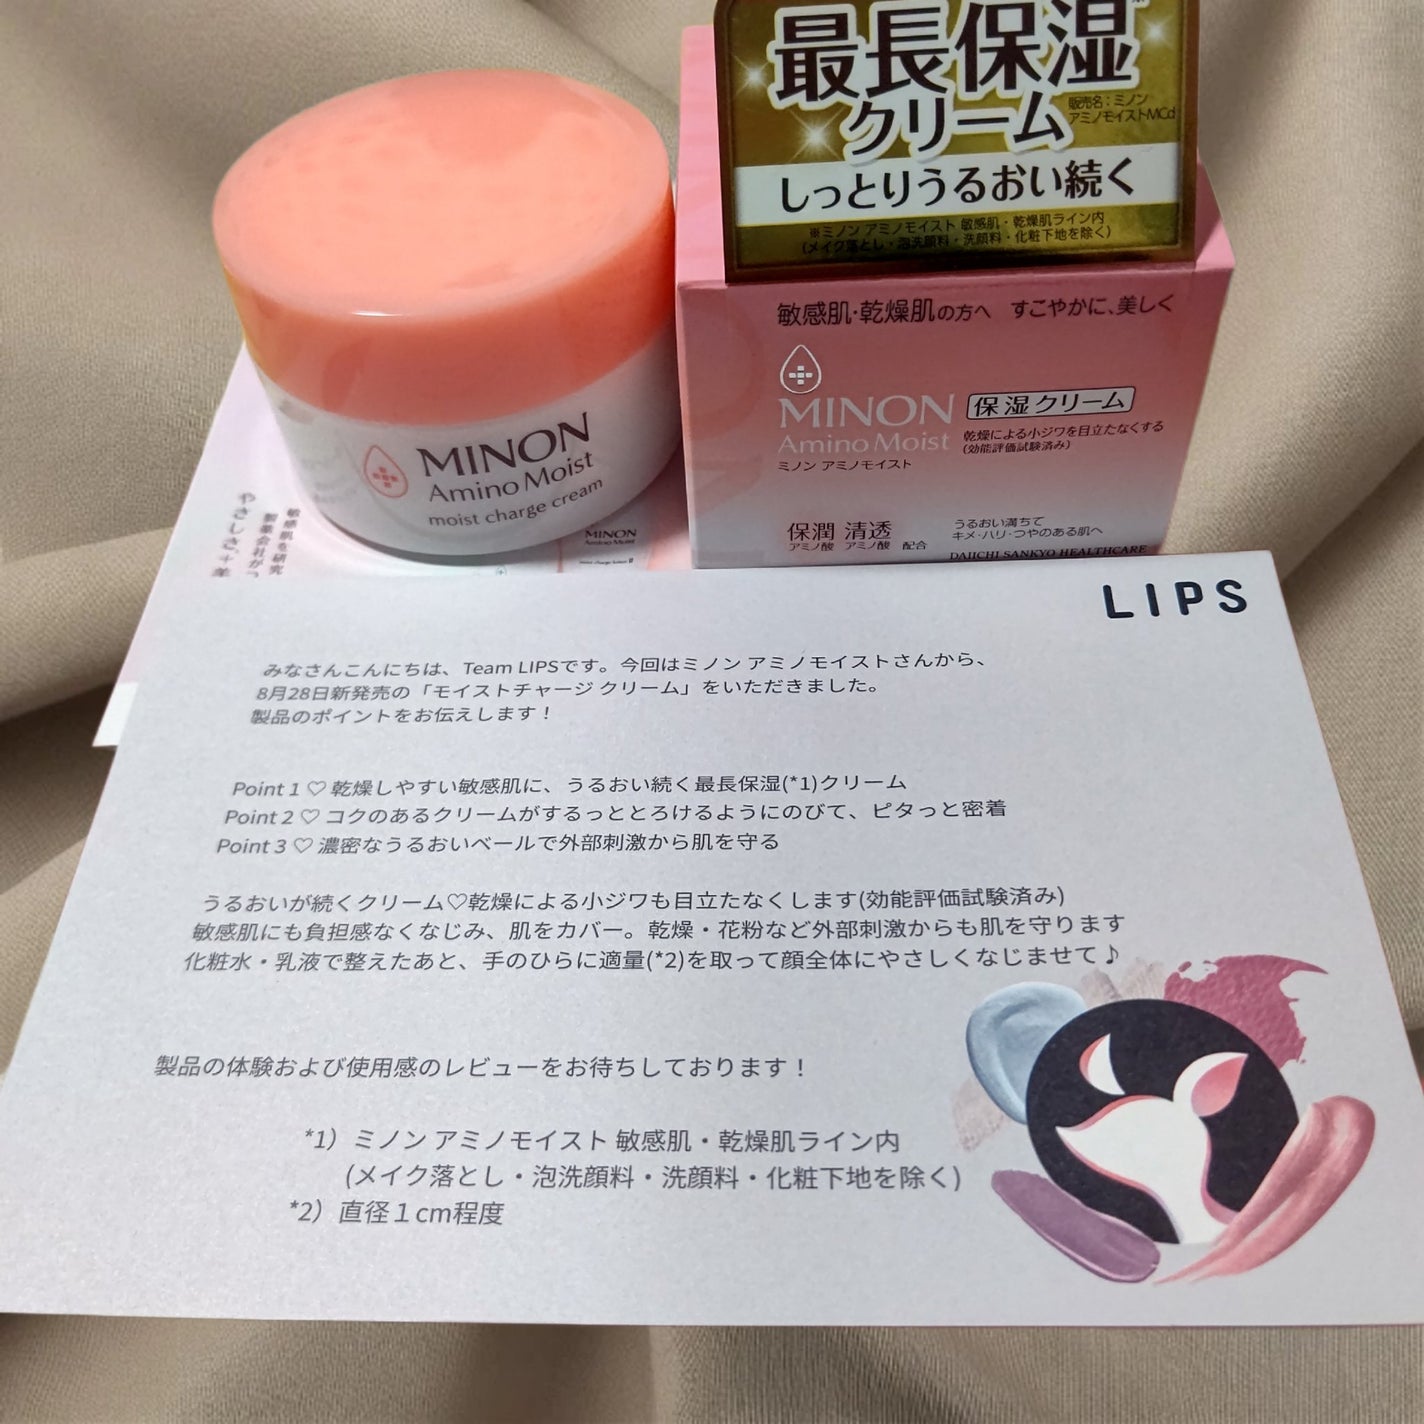 最長保湿※
クリーム
販売名：ミノン
アミノモイストMCd
しっとりうるおい続く
※ミノン アミノモイスト 敏感肌・乾燥肌ライン内
(メイク落とし・泡洗顔料・洗顔料・化粧下地を除く)
敏感肌・乾燥肌の方へ すこやかに、美しく
MINON
Amino Moist
ミノン アミノモイスト
保湿クリーム
乾燥による小ジワを目立たなくする
(効能評価試験済み)
保潤 清透
アミノ酸 アミノ酸 配合
うるおい満ちて
キメ・ハリ・つやのある肌へ
DAIICHI SANKYO HEALTHCARE
MINON
Amino Moist
moist charge cream
敏感肌を研究
製薬会社が
やさしさ＋
MINON
Amino Moist
LIPS
みなさんこんにちは、Team LIPSです。今回はミノン アミノモイストさんから、
8月28日新発売の「モイストチャージ クリーム」をいただきました。
製品のポイントをお伝えします！
Point 1 ♡ 乾燥しやすい敏感肌に、うるおい続く最長保湿(*1)クリーム
Point 2 ♡ コクのあるクリームがするっととろけるようにのびて、ピタっと密着
Point 3 ♡ 濃密なうるおいベールで外部刺激から肌を守る
うるおいが続くクリーム♡乾燥による小ジワも目立たなくします(効能評価試験済み)
敏感肌にも負担感なくなじみ、肌をカバー。乾燥・花粉など外部刺激からも肌を守ります
化粧水・乳液で整えたあと、手のひらに適量(*2)を取って顔全体にやさしくなじませて♪
製品の体験および使用感のレビューをお待ちしております！
*1）ミノン アミノモイスト 敏感肌・乾燥肌ライン内
(メイク落とし・泡洗顔料・洗顔料・化粧下地を除く)
*2）直径１cm程度